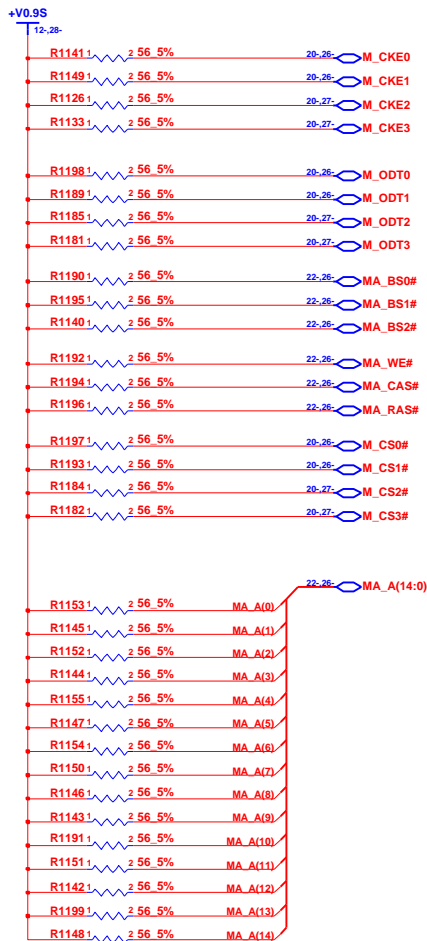 +V0.9S
12-,28-
R1141 1 2 56_5% 20-,26- M_CKE0
R1149 1 2 56_5% 20-,26- M_CKE1
R1126 1 2 56_5% 20-,27- M_CKE2
R1133 1 2 56_5% 20-,27- M_CKE3
R1198 1 2 56_5% 20-,26- M_ODT0
R1189 1 2 56_5% 20-,26- M_ODT1
R1185 1 2 56_5% 20-,27- M_ODT2
R1181 1 2 56_5% 20-,27- M_ODT3
R1190 1 2 56_5% 22-,26- MA_BS0#
R1195 1 2 56_5% 22-,26- MA_BS1#
R1140 1 2 56_5% 22-,26- MA_BS2#
R1192 1 2 56_5% 22-,26- MA_WE#
R1194 1 2 56_5% 22-,26- MA_CAS#
R1196 1 2 56_5% 22-,26- MA_RAS#
R1197 1 2 56_5% 20-,26- M_CS0#
R1193 1 2 56_5% 20-,26- M_CS1#
R1184 1 2 56_5% 20-,27- M_CS2#
R1182 1 2 56_5% 20-,27- M_CS3#
22-,26- MA_A(14:0)
R1153 1 2 56_5% MA_A(0)
R1145 1 2 56_5% MA_A(1)
R1152 1 2 56_5% MA_A(2)
R1144 1 2 56_5% MA_A(3)
R1155 1 2 56_5% MA_A(4)
R1147 1 2 56_5% MA_A(5)
R1154 1 2 56_5% MA_A(6)
R1150 1 2 56_5% MA_A(7)
R1146 1 2 56_5% MA_A(8)
R1143 1 2 56_5% MA_A(9)
R1191 1 2 56_5% MA_A(10)
R1151 1 2 56_5% MA_A(11)
R1142 1 2 56_5% MA_A(12)
R1199 1 2 56_5% MA_A(13)
R1148 1 2 56_5% MA_A(14)